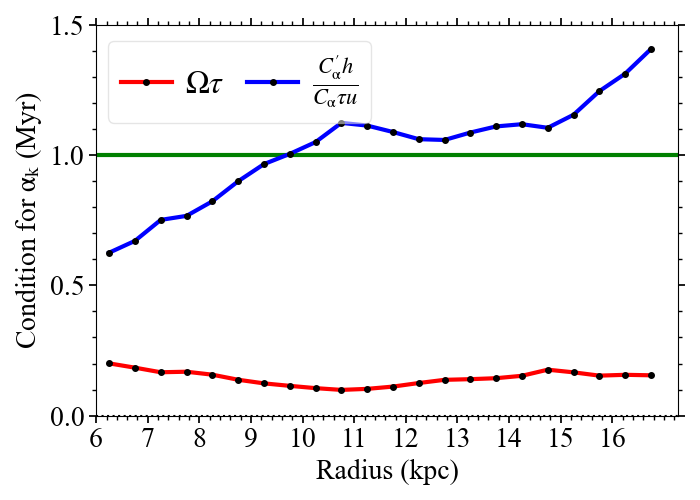 1.5
1.0
0.5
0.0
Condition for αₖ (Myr)
Ωτ
C′αh / Cατu
6 7 8 9 10 11 12 13 14 15 16
Radius (kpc)